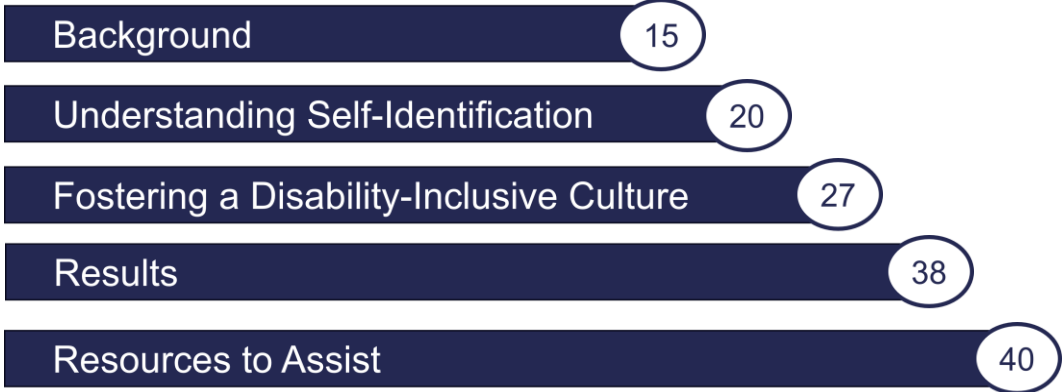 Background 15
Understanding Self-Identification 20
Fostering a Disability-Inclusive Culture 27
Results 38
Resources to Assist 40